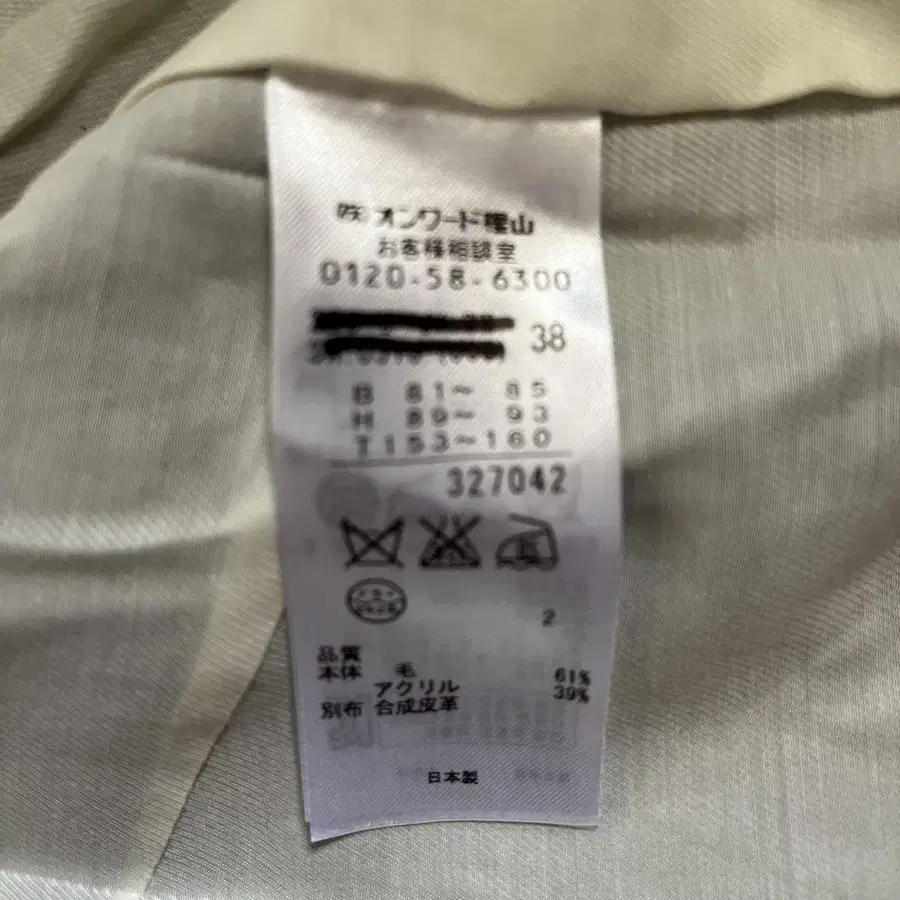 ㈱オンワード樫山
お客様相談室
0120-58-6300
38
B 81~ 85
H 89~ 93
T153~160
327042
2
品質
本体 毛 61%
アクリル 39%
別布 合成皮革
日本製